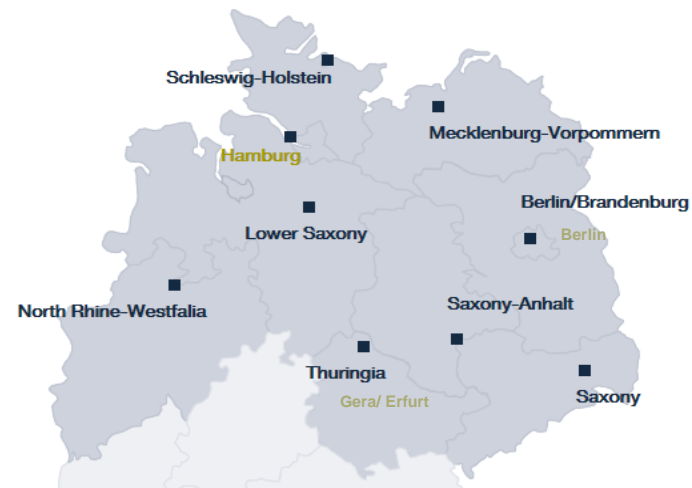 Schleswig-Holstein
Mecklenburg-Vorpommern
Hamburg
Berlin/Brandenburg
Lower Saxony
Berlin
Saxony-Anhalt
North Rhine-Westfalia
Thuringia
Saxony
Gera/ Erfurt